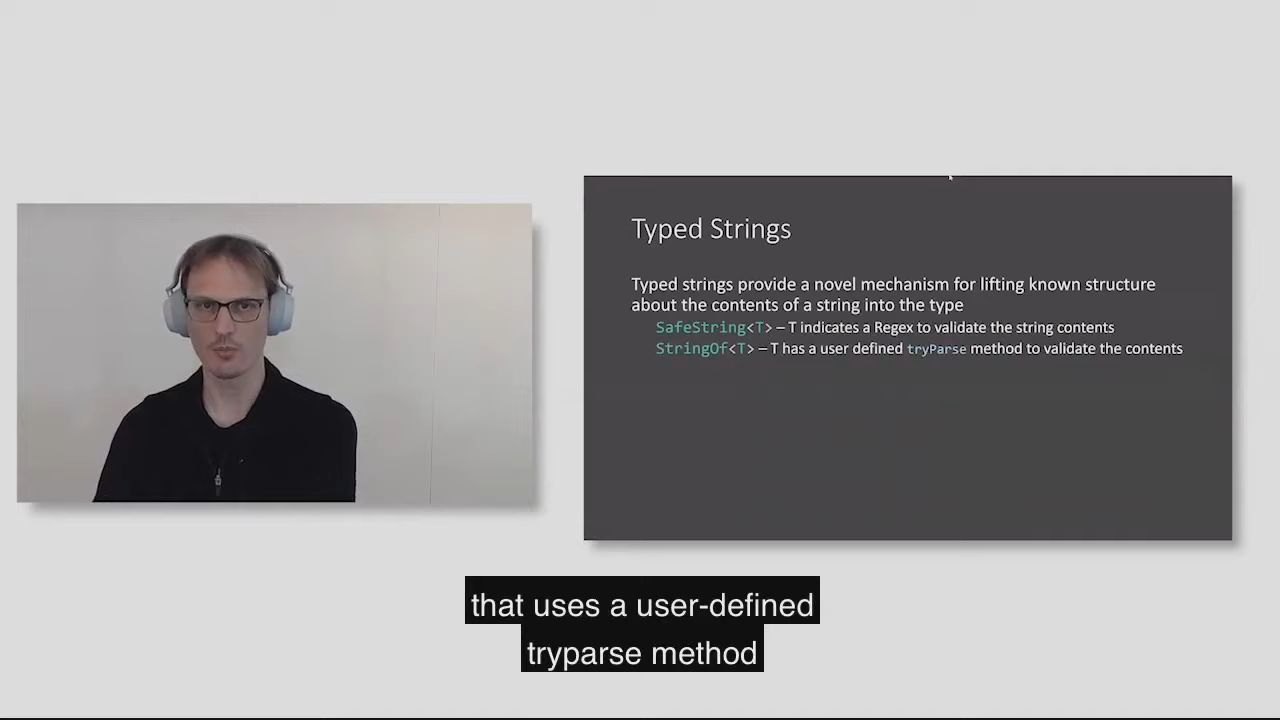 Typed Strings
Typed strings provide a novel mechanism for lifting known structure
about the contents of a string into the type
SafeString<T> – T indicates a Regex to validate the string contents
StringOf<T> – T has a user defined tryParse method to validate the contents
that uses a user-defined
tryparse method